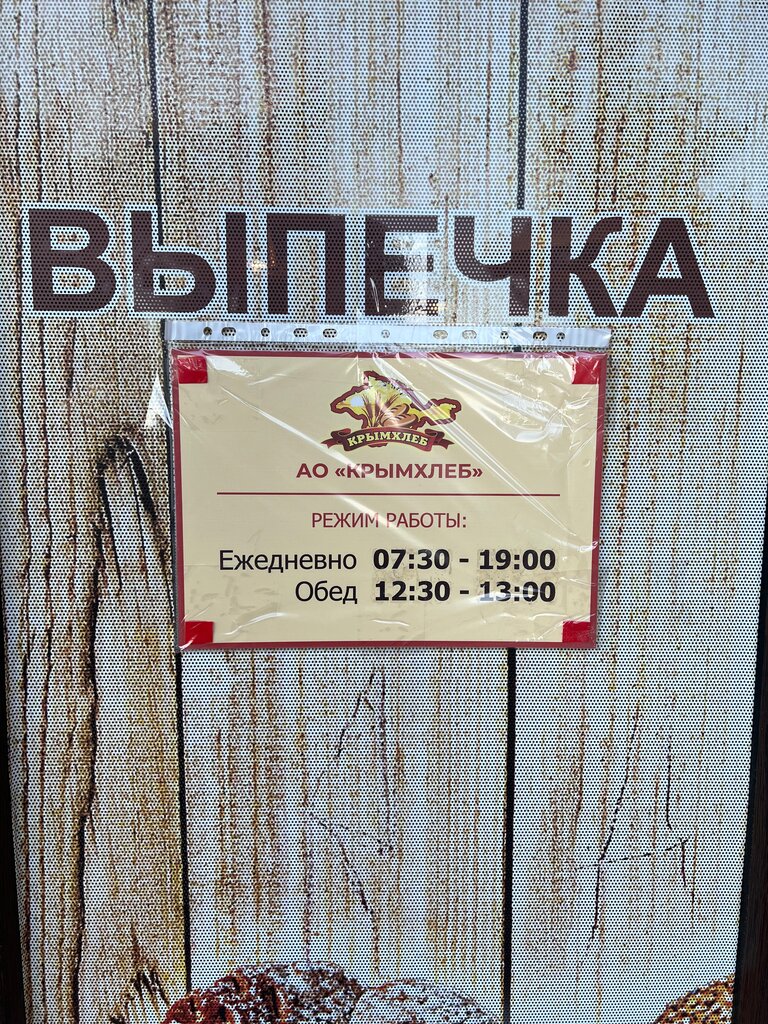 ВЫПЕЧКА
КРЫМХЛЕБ
АО «КРЫМХЛЕБ»
РЕЖИМ РАБОТЫ:
Ежедневно 07:30 - 19:00
Обед 12:30 - 13:00